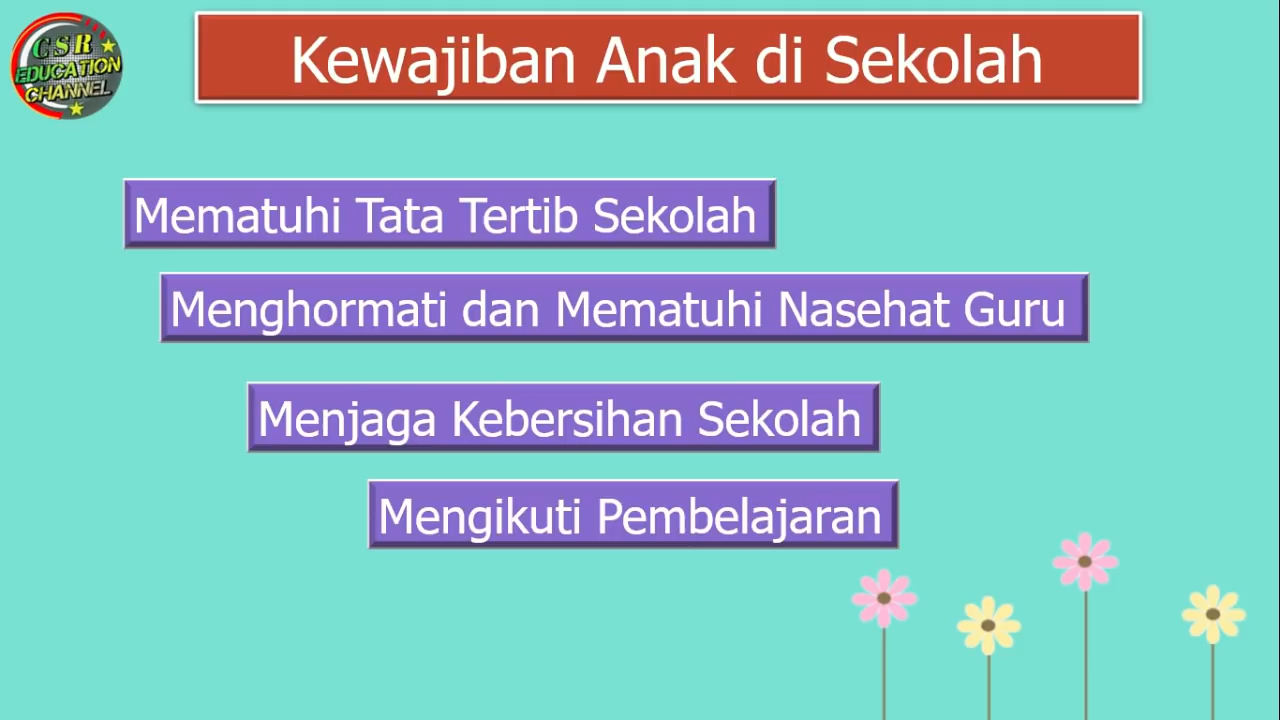 CSR
EDUCATION
CHANNEL
Kewajiban Anak di Sekolah
Mematuhi Tata Tertib Sekolah
Menghormati dan Mematuhi Nasehat Guru
Menjaga Kebersihan Sekolah
Mengikuti Pembelajaran